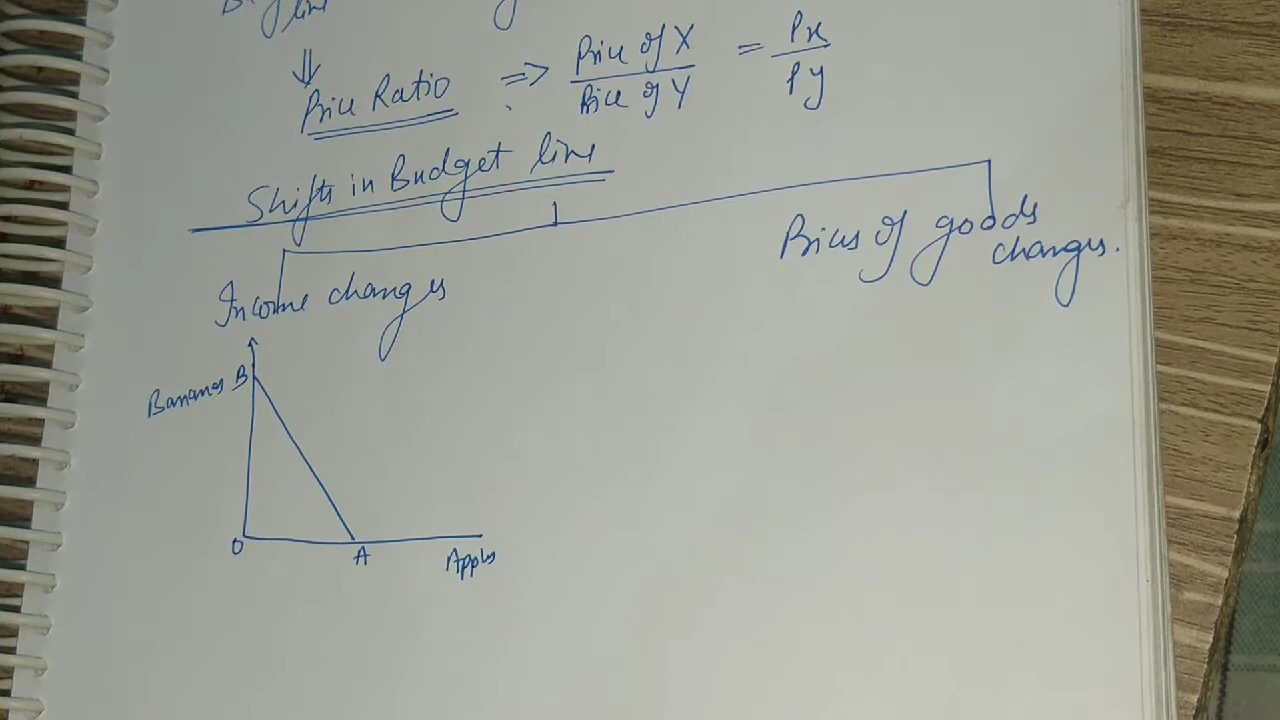 line
⇓
Price Ratio => Price of X / Price of Y = Px / Py
Shifts in Budget line
Income changes
Prices of goods
changes.
Bananas B
O
A
Apples